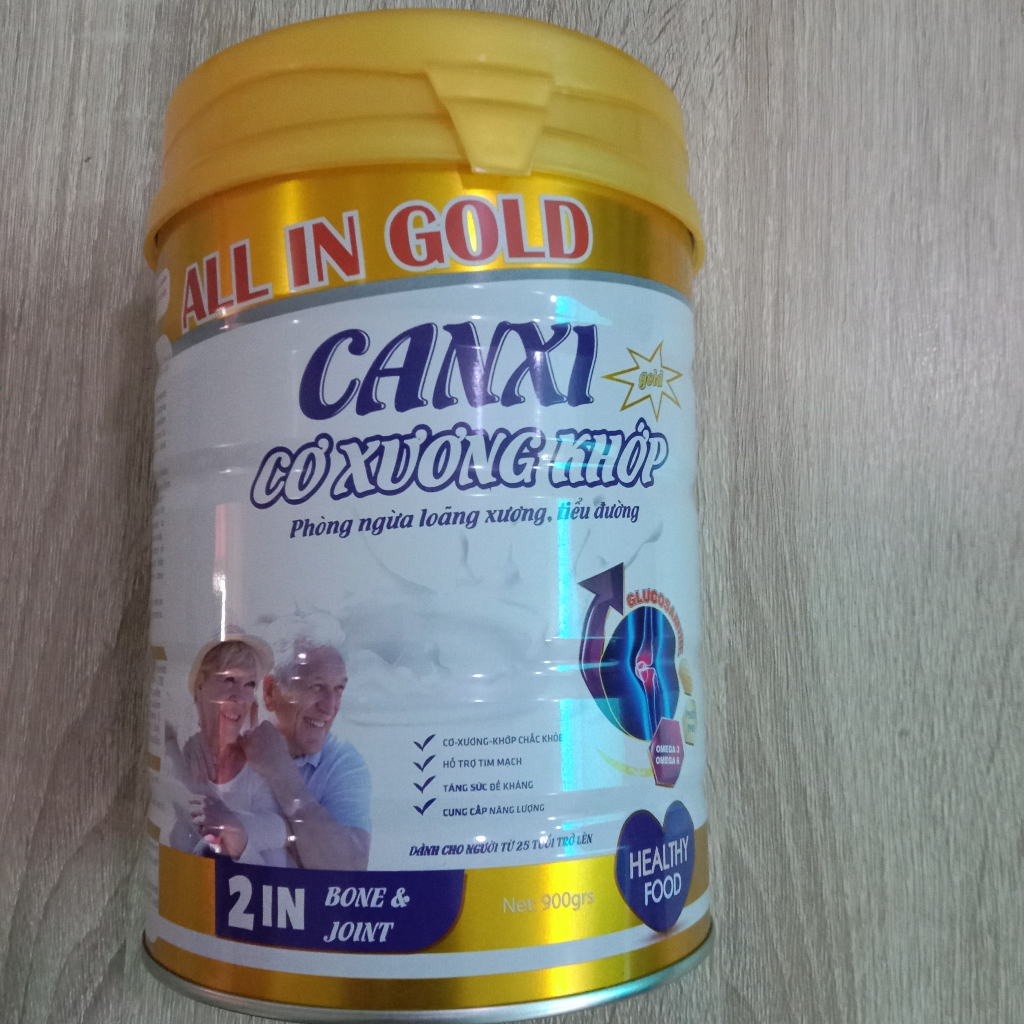 ALL IN GOLD
CANXI
gold
CƠ XƯƠNG KHỚP
Phòng ngừa loãng xương, tiểu đường
GLUCOSAMINE
CƠ-XƯƠNG-KHỚP CHẮC KHỎE
HỖ TRỢ TIM MẠCH
TĂNG SỨC ĐỀ KHÁNG
CUNG CẤP NĂNG LƯỢNG
OMEGA 3
OMEGA 6
DÀNH CHO NGƯỜI TỪ 25 TUỔI TRỞ LÊN
HEALTHY
FOOD
2 IN
BONE &
JOINT
Net: 900grs